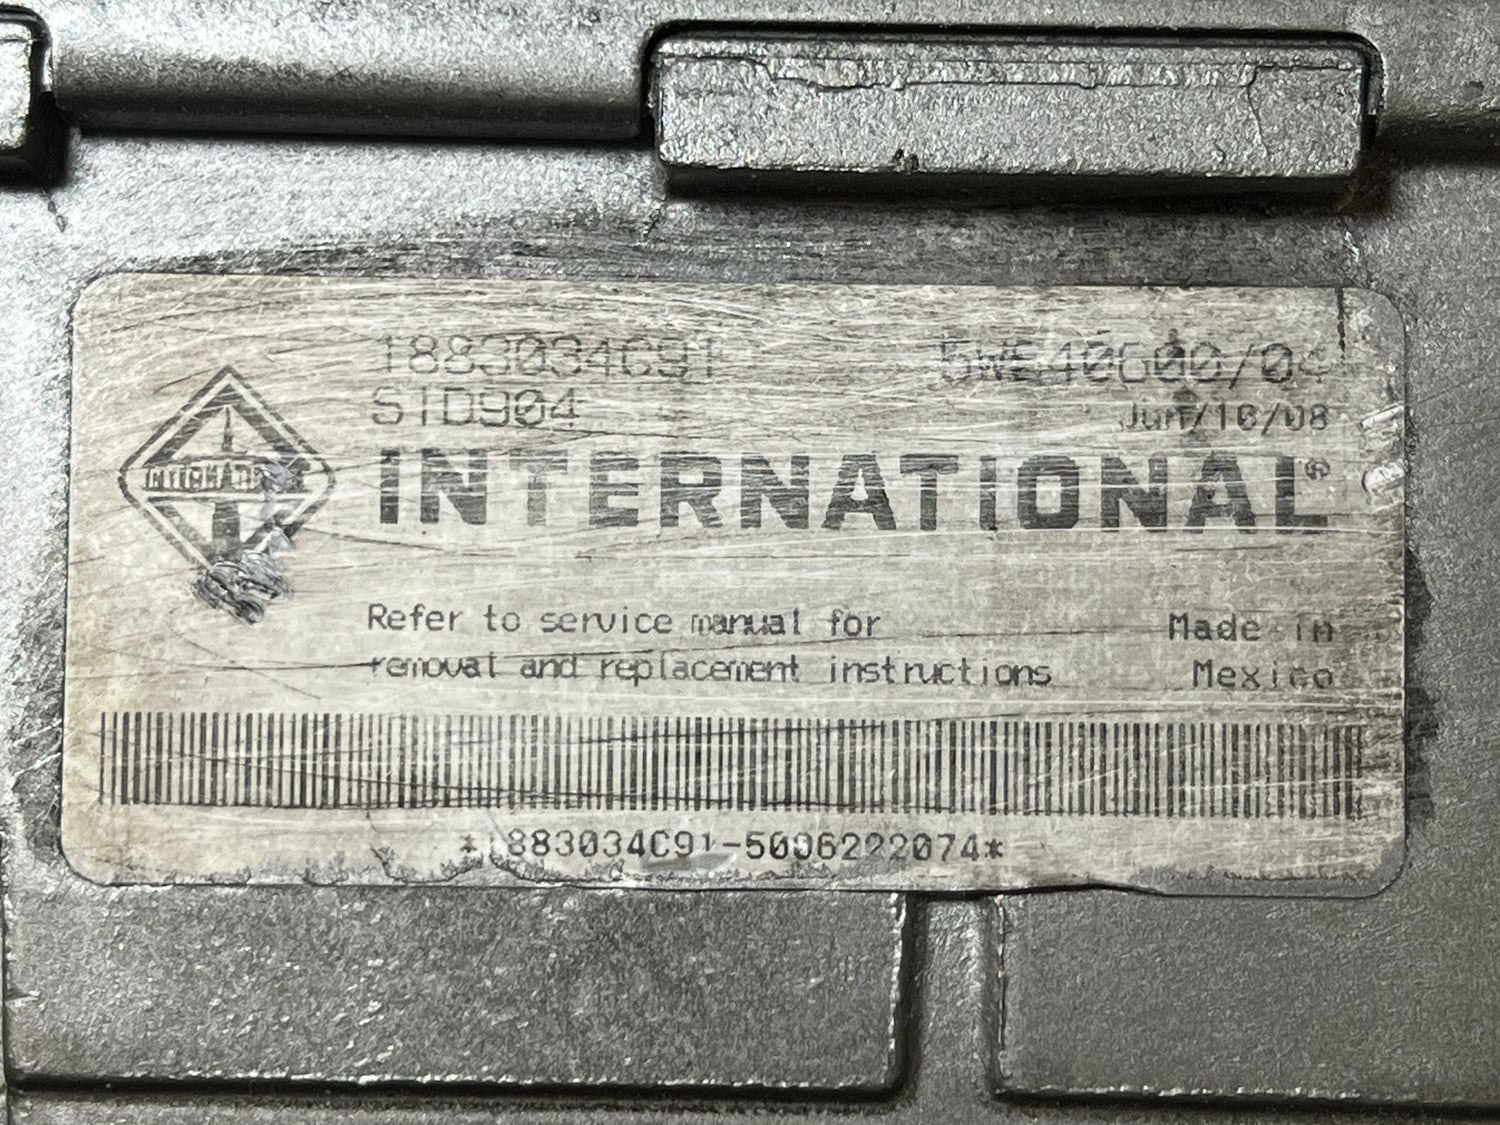 1883034C91 5WS40600/04
SID904 Jun/10/08
INTERNATIONAL®
Refer to service manual for Made in
removal and replacement instructions Mexico
*1883034C91-5006222074*